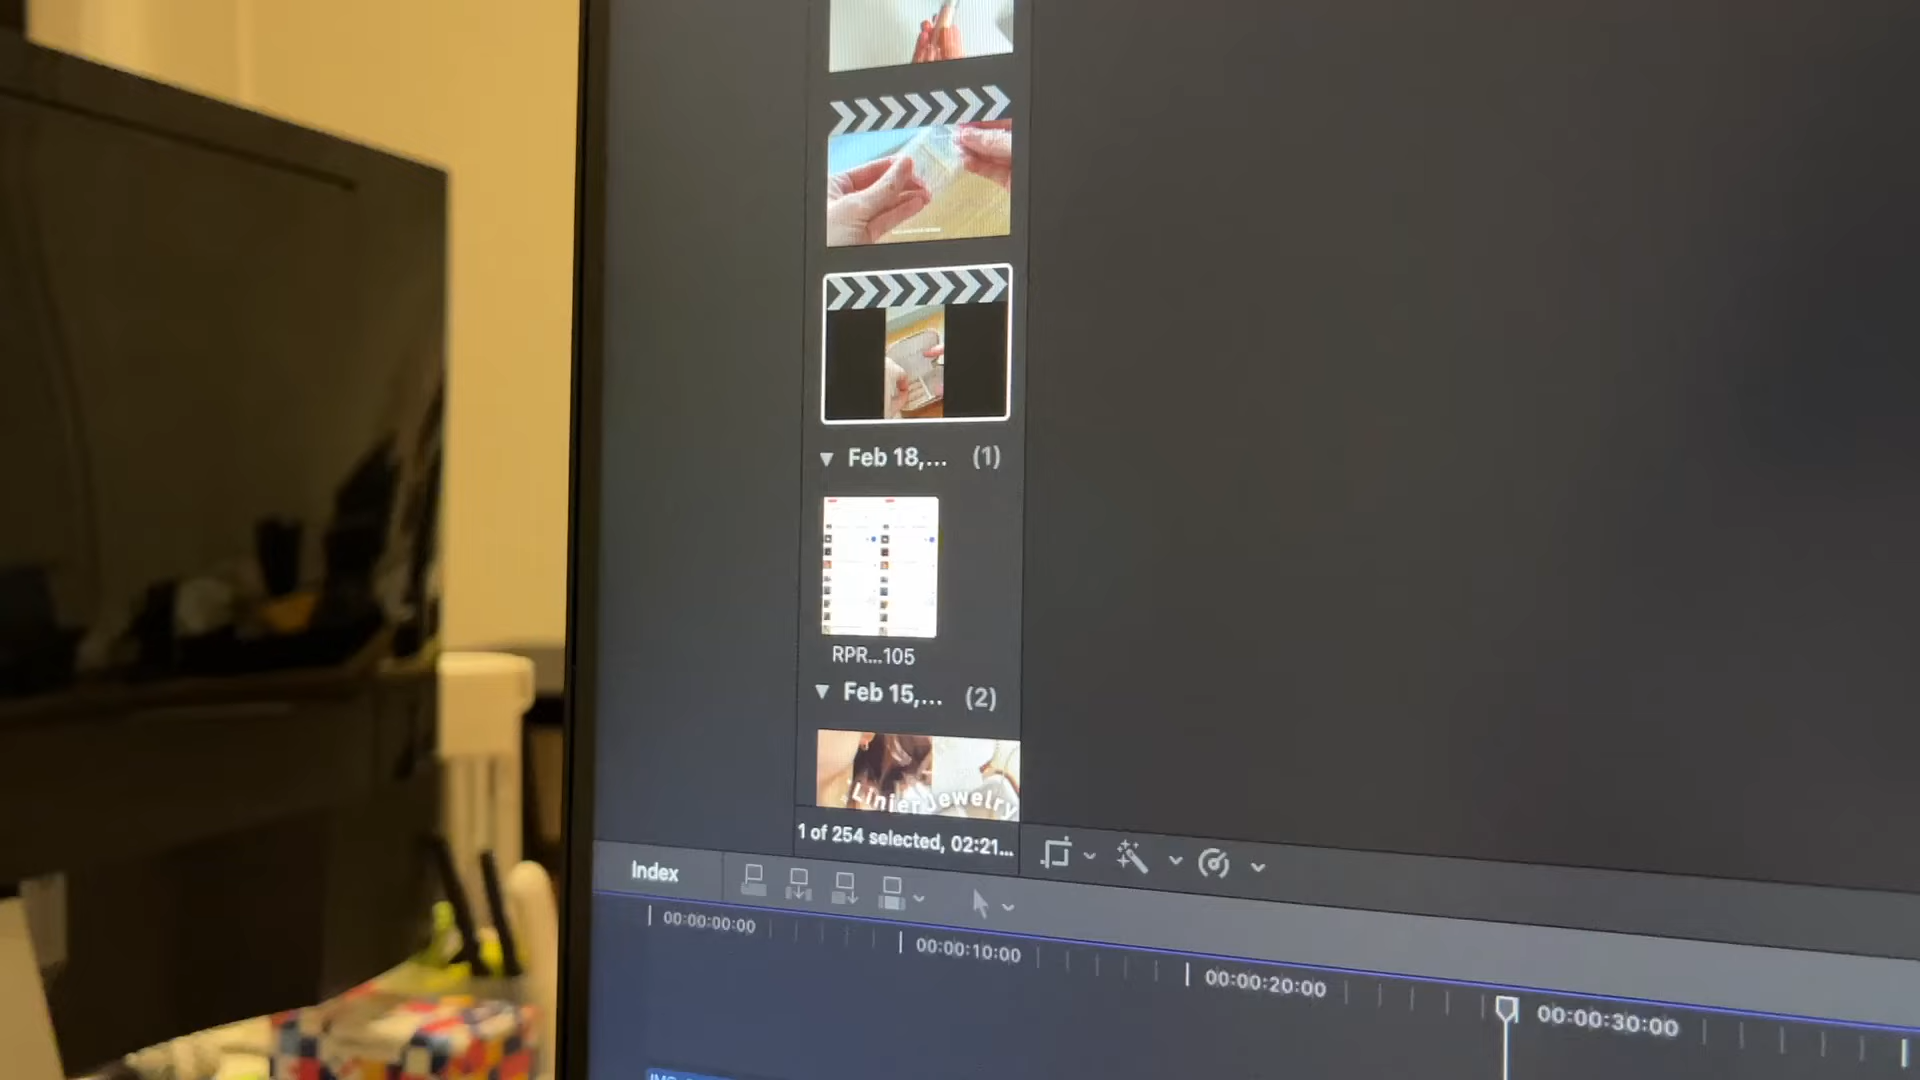 Feb 18,... (1)
RPR...105
Feb 15,... (2)
Linier Jewelry
1 of 254 selected, 02:21...
Index
00:00:00:00
00:00:10:00
00:00:20:00
00:00:30:00